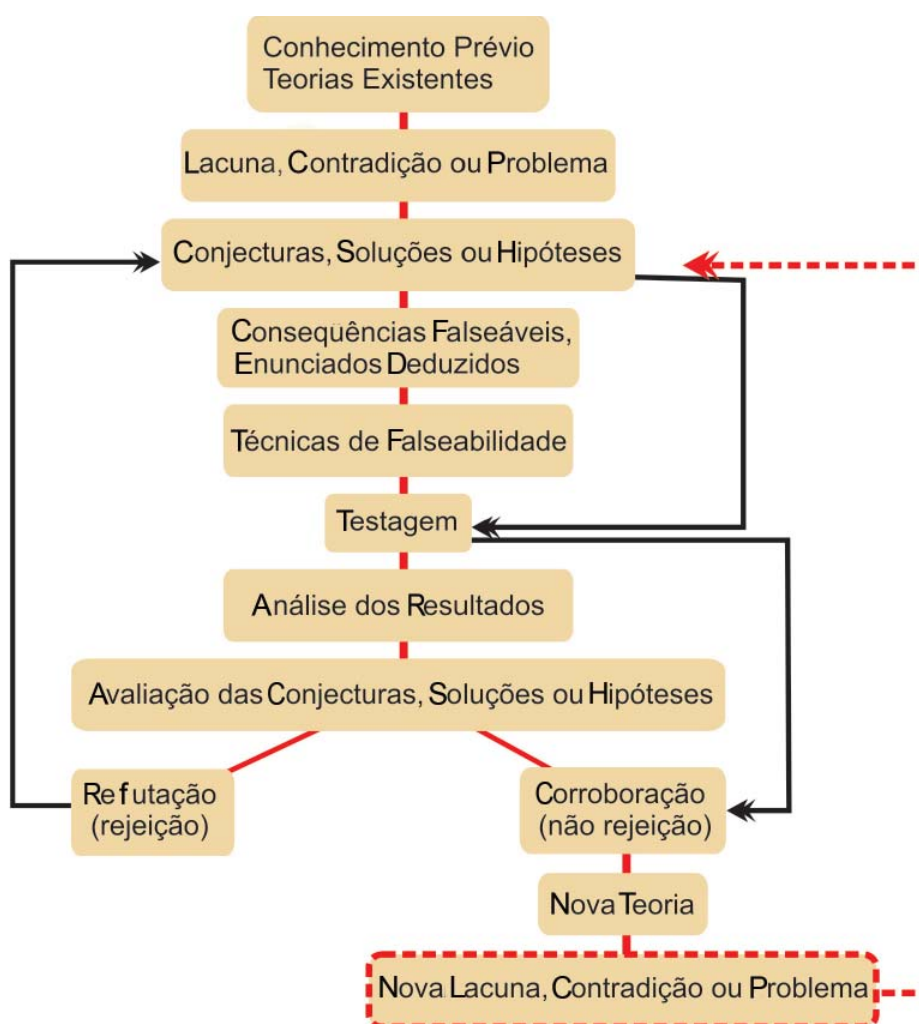 Conhecimento Prévio
Teorias Existentes
Lacuna, Contradição ou Problema
Conjecturas, Soluções ou Hipóteses
Conseqüências Falseáveis,
Enunciados Deduzidos
Técnicas de Falseabilidade
Testagem
Análise dos Resultados
Avaliação das Conjecturas, Soluções ou Hipóteses
Refutação
(rejeição)
Corroboração
(não rejeição)
Nova Teoria
Nova Lacuna, Contradição ou Problema